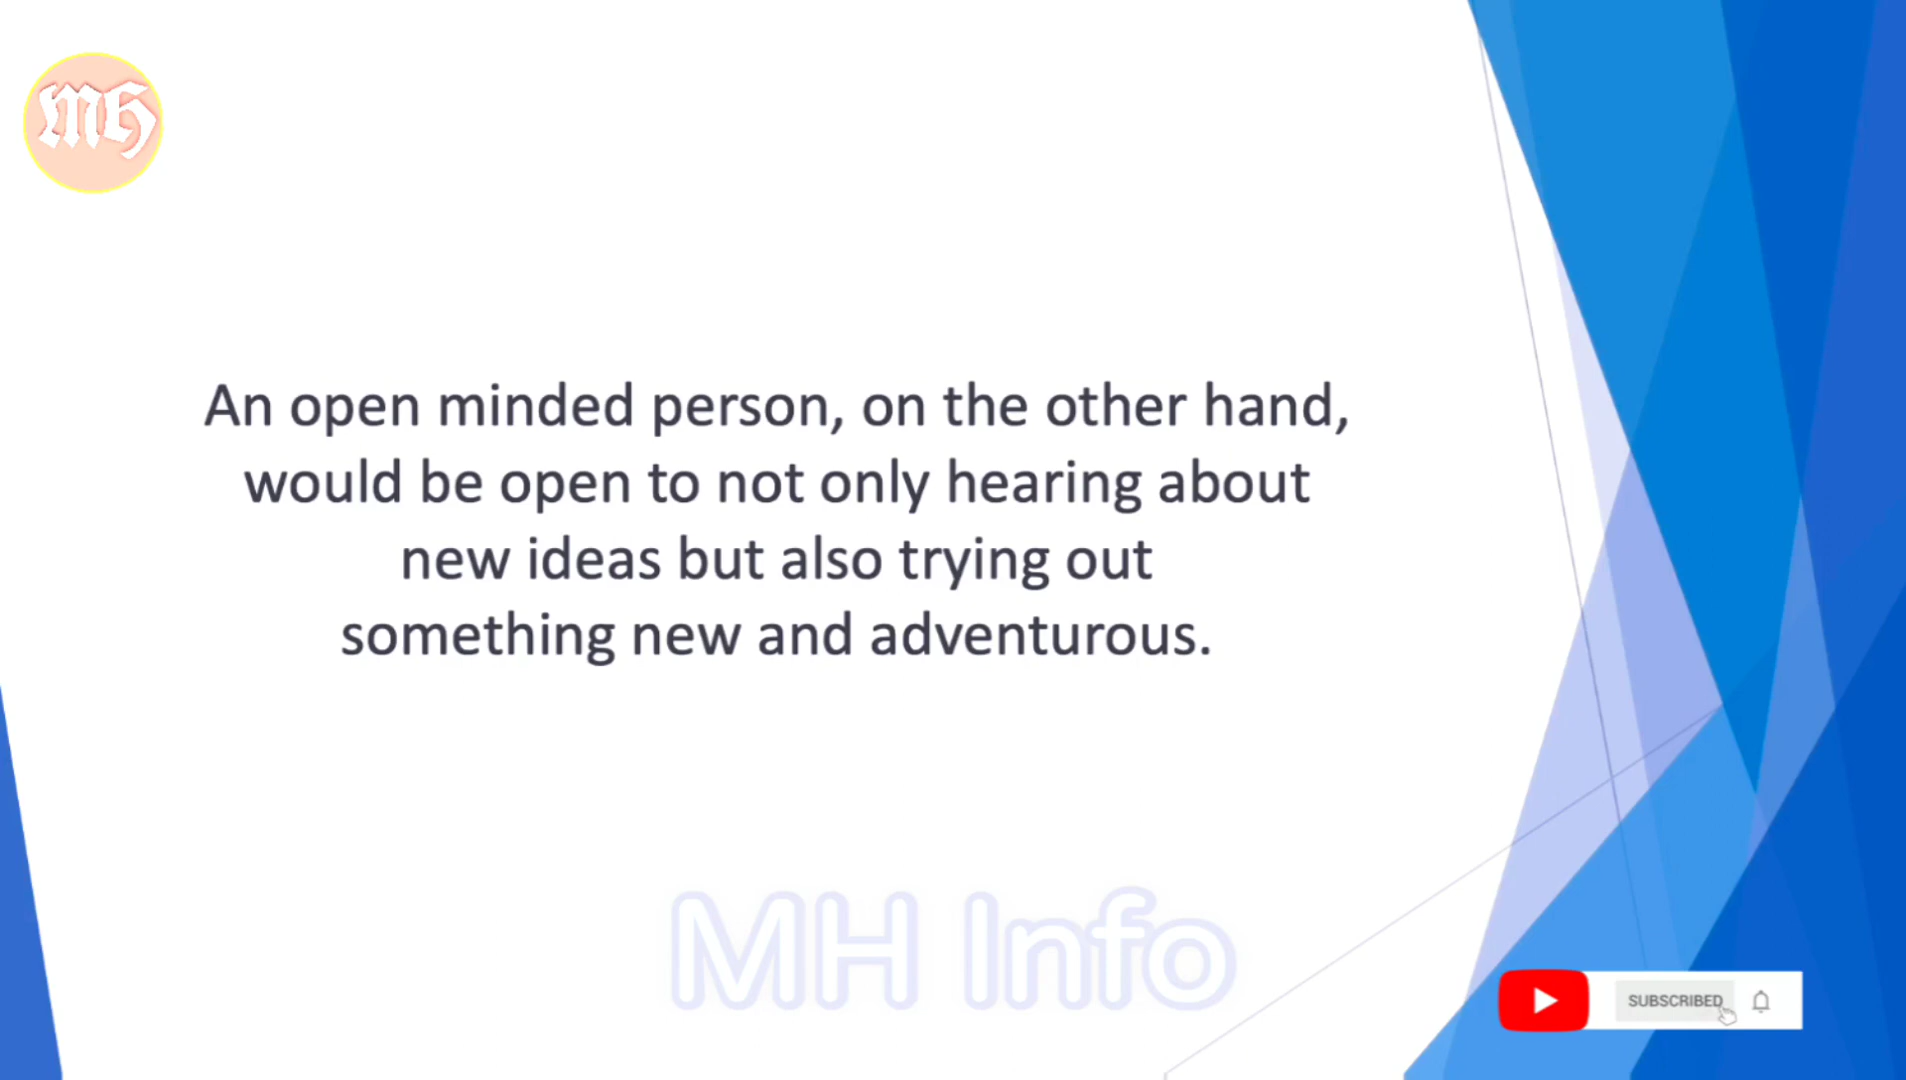 MH
An open minded person, on the other hand,
would be open to not only hearing about
new ideas but also trying out
something new and adventurous.
MH Info
SUBSCRIBED